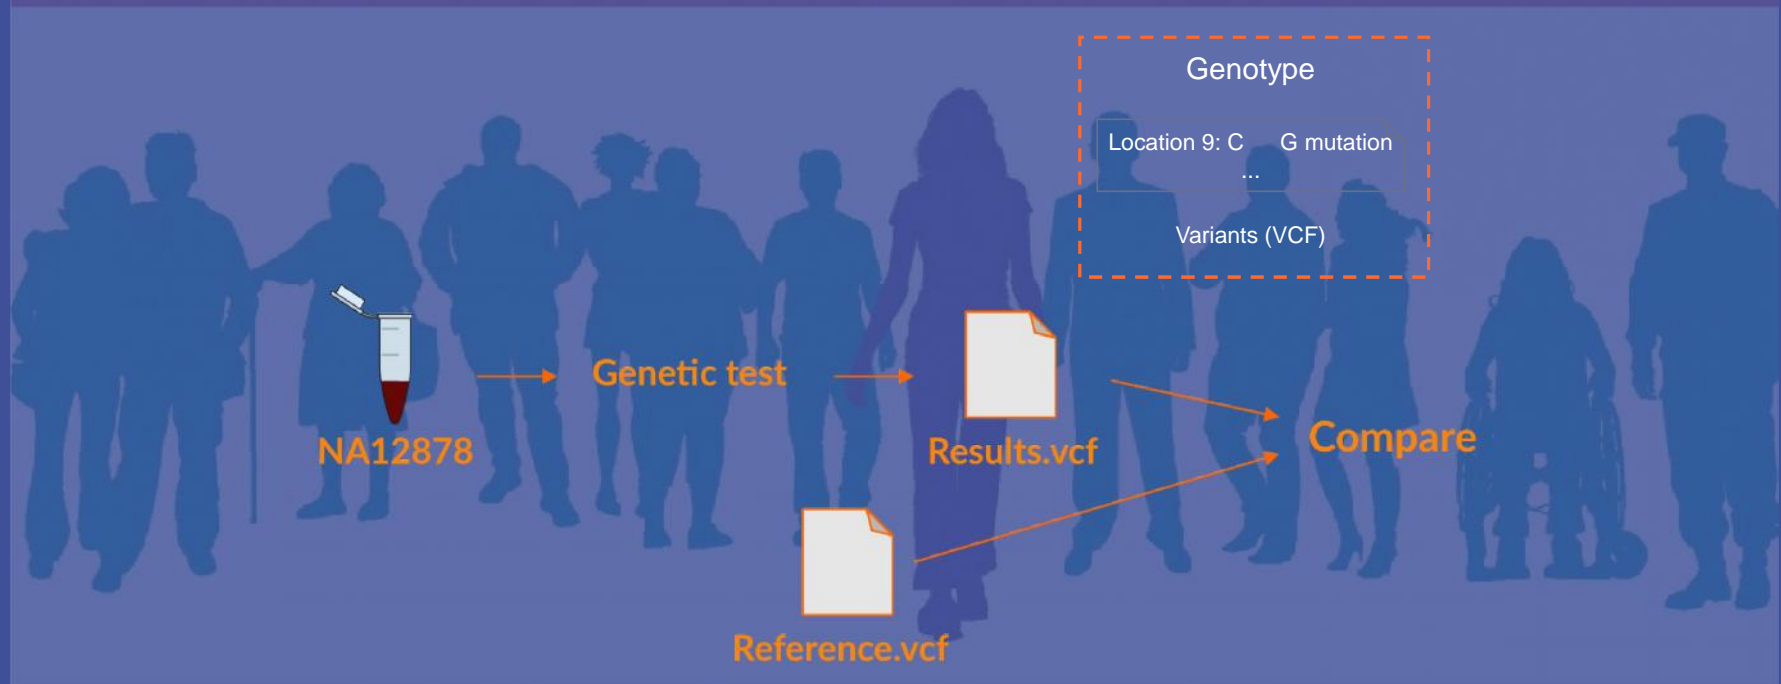 Genotype
Location 9: C G mutation
...
Variants (VCF)
Genetic test
NA12878
Results.vcf
Compare
Reference.vcf